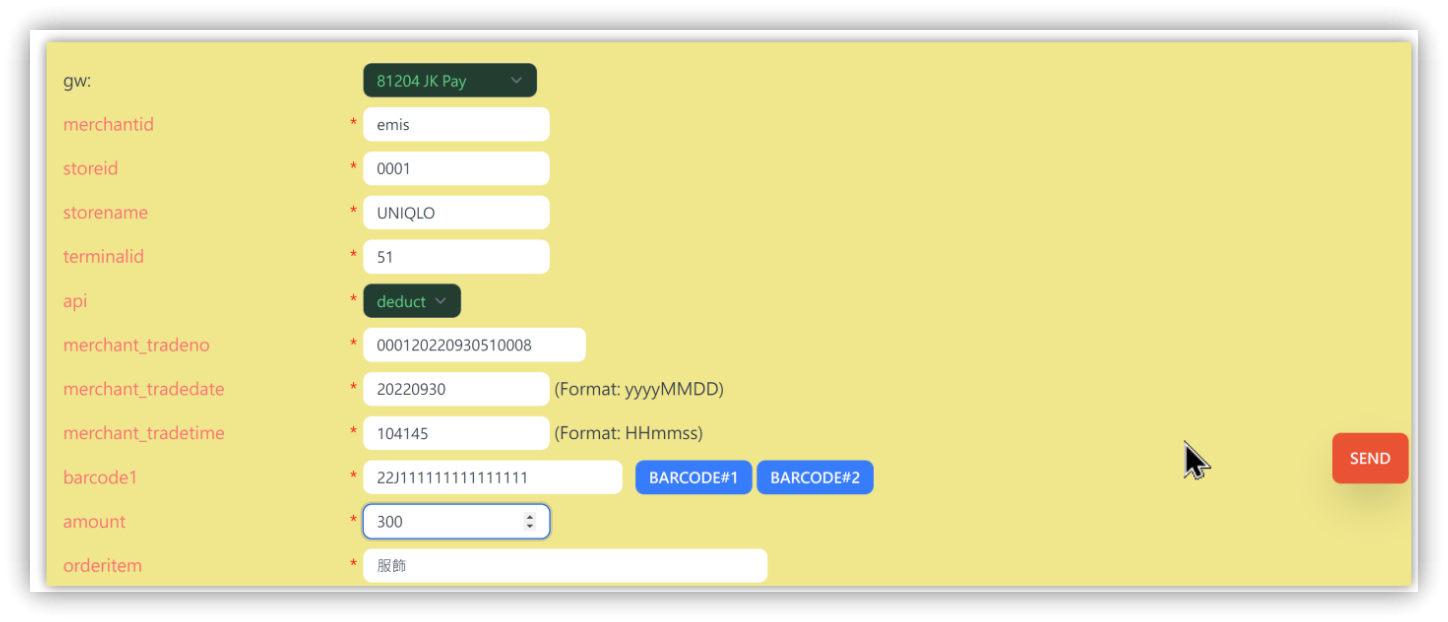 gw: 81204 JK Pay
merchantid * emis
storeid * 0001
storename * UNIQLO
terminalid * 51
api * deduct
merchant_tradeno * 000120220930510008
merchant_tradedate * 20220930 (Format: yyyyMMDD)
merchant_tradetime * 104145 (Format: HHmmss)
SEND
barcode1 * 22J111111111111111 BARCODE#1 BARCODE#2
amount * 300
orderitem * 服飾